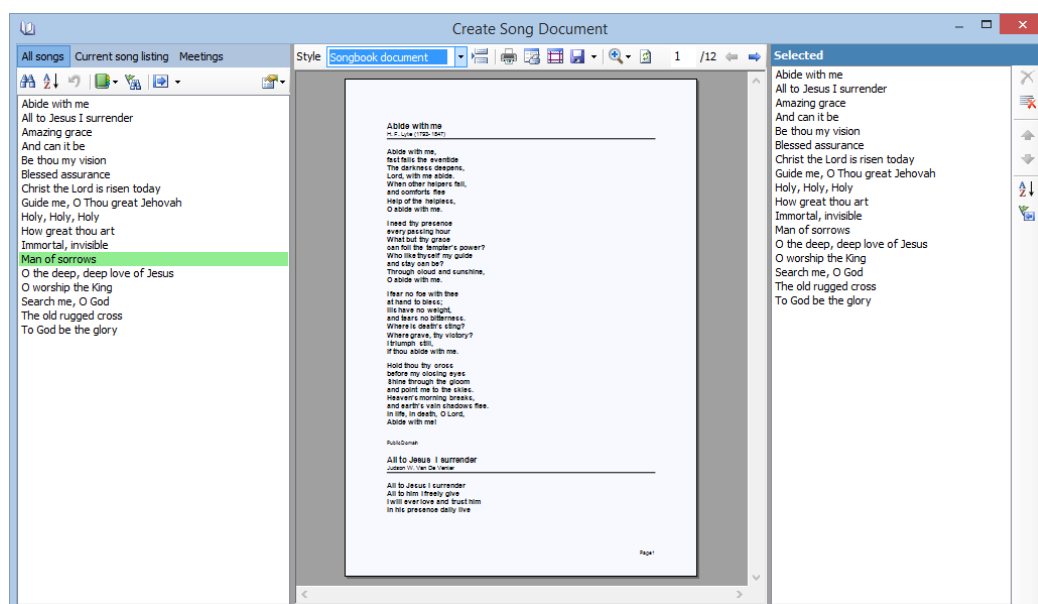 Create Song Document
All songs Current song listing Meetings
Abide with me
All to Jesus I surrender
Amazing grace
And can it be
Be thou my vision
Blessed assurance
Christ the Lord is risen today
Guide me, O Thou great Jehovah
Holy, Holy, Holy
How great thou art
Immortal, invisible
Man of sorrows
O the deep, deep love of Jesus
O worship the King
Search me, O God
The old rugged cross
To God be the glory
Style Songbook document 1 /12
Abide with me
H. F. Lyte (1793-1847)
Abide with me,
fast falls the eventide
The darkness deepens,
Lord, with me abide.
When other helpers fail,
and comforts flee
Help of the helpless,
O abide with me.
I need thy presence
every passing hour
What but thy grace
can foil the tempter's power?
Who like thyself my guide
and stay can be?
Through cloud and sunshine,
O abide with me.
I fear no foe with thee
at hand to bless;
Ills have no weight,
and tears no bitterness.
Where is death's sting?
Where grave, thy victory?
I triumph still,
if thou abide with me.
Hold thou thy cross
before my closing eyes
Shine through the gloom
and point me to the skies.
Heaven's morning breaks,
and earth's vain shadows flee.
In life, in death, O Lord,
Abide with me!
Public Domain
All to Jesus I surrender
Judson W. Van De Venter
All to Jesus I surrender
All to him I freely give
I will ever love and trust him
In his presence daily live
Page 1
Selected
Abide with me
All to Jesus I surrender
Amazing grace
And can it be
Be thou my vision
Blessed assurance
Christ the Lord is risen today
Guide me, O Thou great Jehovah
Holy, Holy, Holy
How great thou art
Immortal, invisible
Man of sorrows
O the deep, deep love of Jesus
O worship the King
Search me, O God
The old rugged cross
To God be the glory